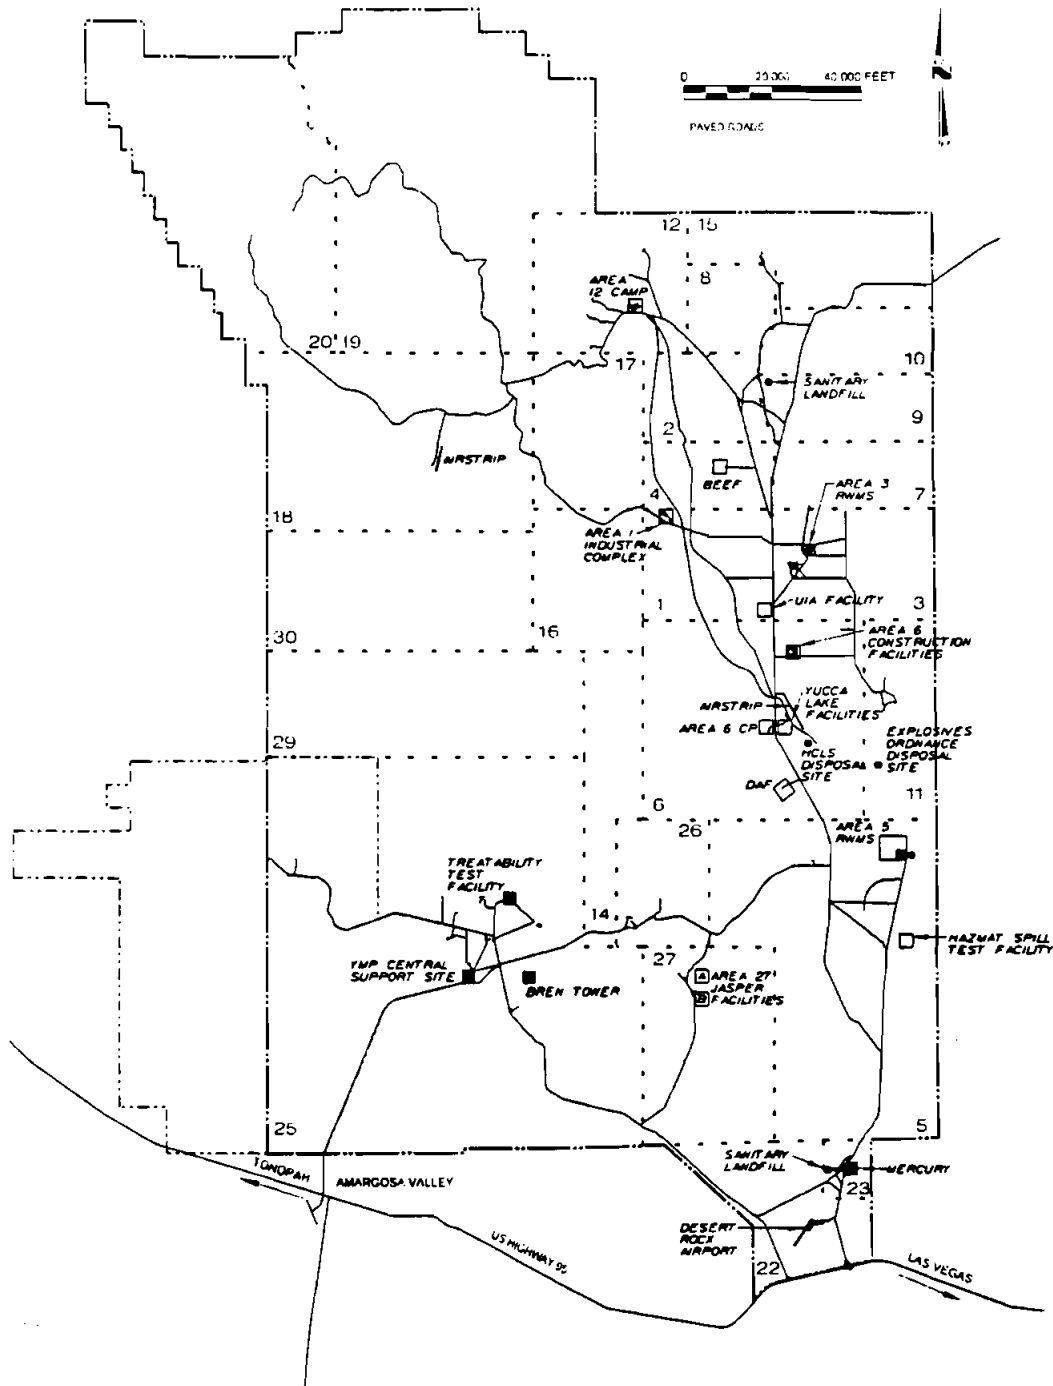 0 20 000 40 000 FEET
PAVED ROADS
N
12 15
8
AREA
12 CAMP
20 19
17
10
SANITARY
LANDFILL
9
2
AIRSTRIP
BEEF
AREA 3
RWMS
7
4
18
AREA 1
INDUSTRIAL
COMPLEX
U1A FACILITY
1
3
16
30
AREA 6
CONSTRUCTION
FACILITIES
YUCCA
LAKE
FACILITIES
AIRSTRIP
AREA 6 CP
EXPLOSIVES
ORDNANCE
DISPOSAL
SITE
HCLS
DISPOSAL
SITE
29
DAF
6
11
26
AREA 5
RWMS
TREATABILITY
TEST
FACILITY
14
HAZMAT SPILL
TEST FACILITY
YMP CENTRAL
SUPPORT SITE
27
A
B
AREA 27
JASPER
FACILITIES
BREN TOWER
25
5
SANITARY
LANDFILL
MERCURY
23
TONOPAH
AMARGOSA VALLEY
DESERT
ROCK
AIRPORT
US HIGHWAY 95
22
LAS VEGAS